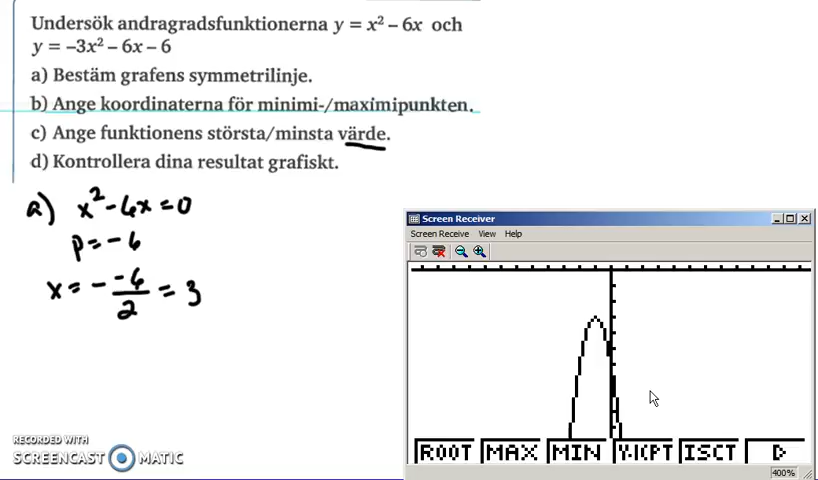 Undersök andragradsfunktionerna y = x² – 6x och
y = –3x² – 6x – 6
a) Bestäm grafens symmetrilinje.
b) Ange koordinaterna för minimi-/maximipunkten.
c) Ange funktionens största/minsta värde.
d) Kontrollera dina resultat grafiskt.
a) x² - 6x = 0
p = - 6
x = - -6/2 = 3
Screen Receiver
Screen Receive View Help
ROOT MAX MIN Y-ICPT ISCT D
400%
RECORDED WITH
SCREENCAST MATIC